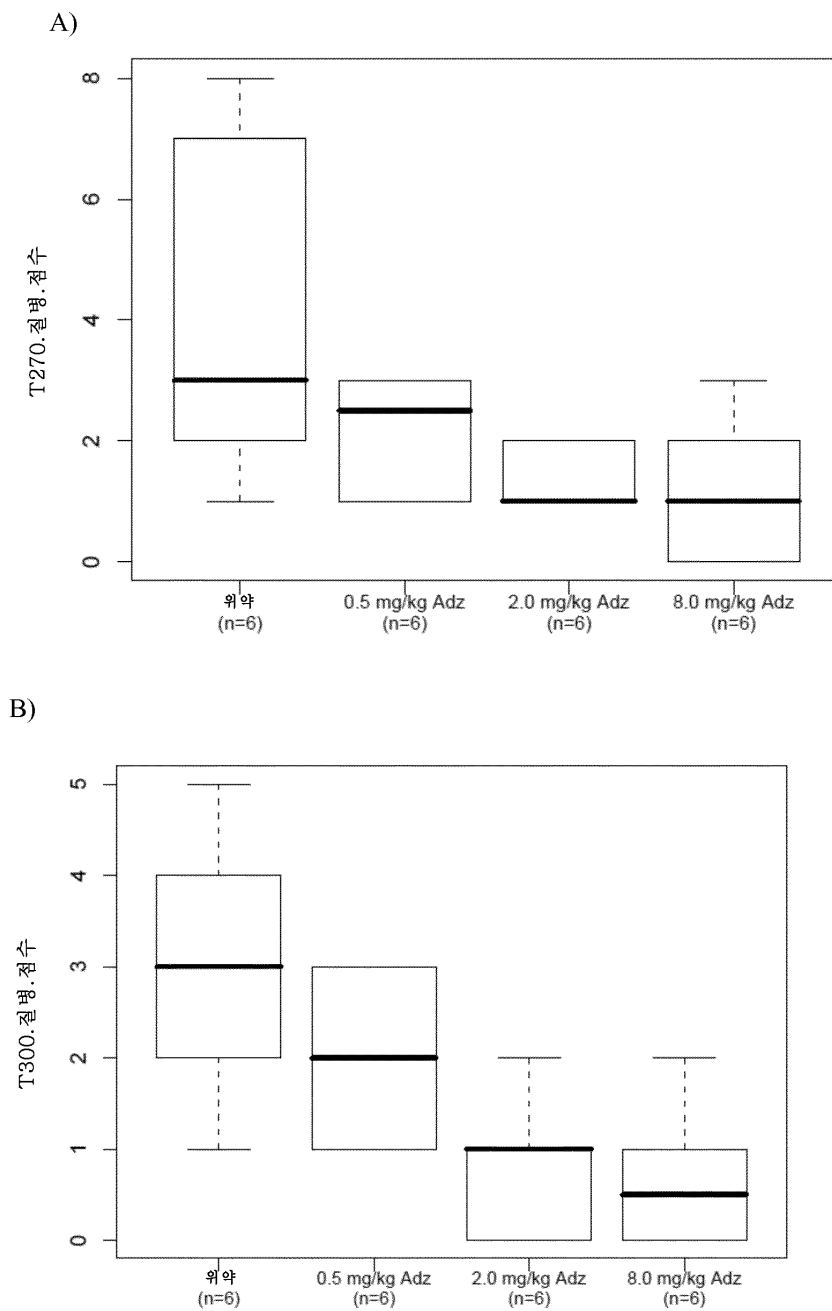 A)
8
6
4
2
0
T270.질병.점수
위약 0.5 mg/kg Adz 2.0 mg/kg Adz 8.0 mg/kg Adz
(n=6) (n=6) (n=6) (n=6)
B)
5
4
3
2
1
0
T300.질병.점수
위약 0.5 mg/kg Adz 2.0 mg/kg Adz 8.0 mg/kg Adz
(n=6) (n=6) (n=6) (n=6)